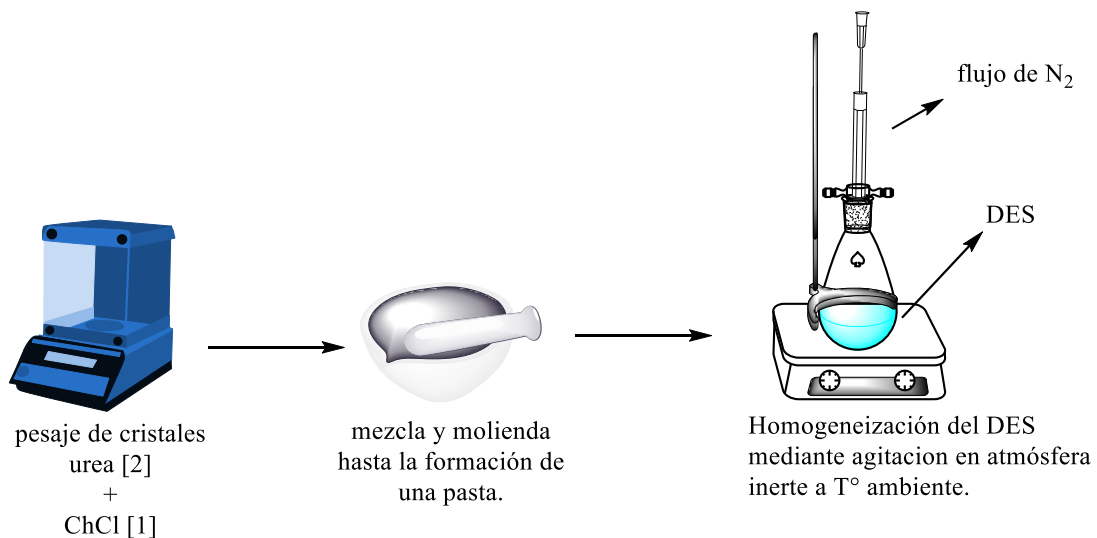 pesaje de cristales
urea [2]
+
ChCl [1]
mezcla y molienda
hasta la formación de
una pasta.
flujo de N₂
DES
Homogeneización del DES
mediante agitacion en atmósfera
inerte a T° ambiente.